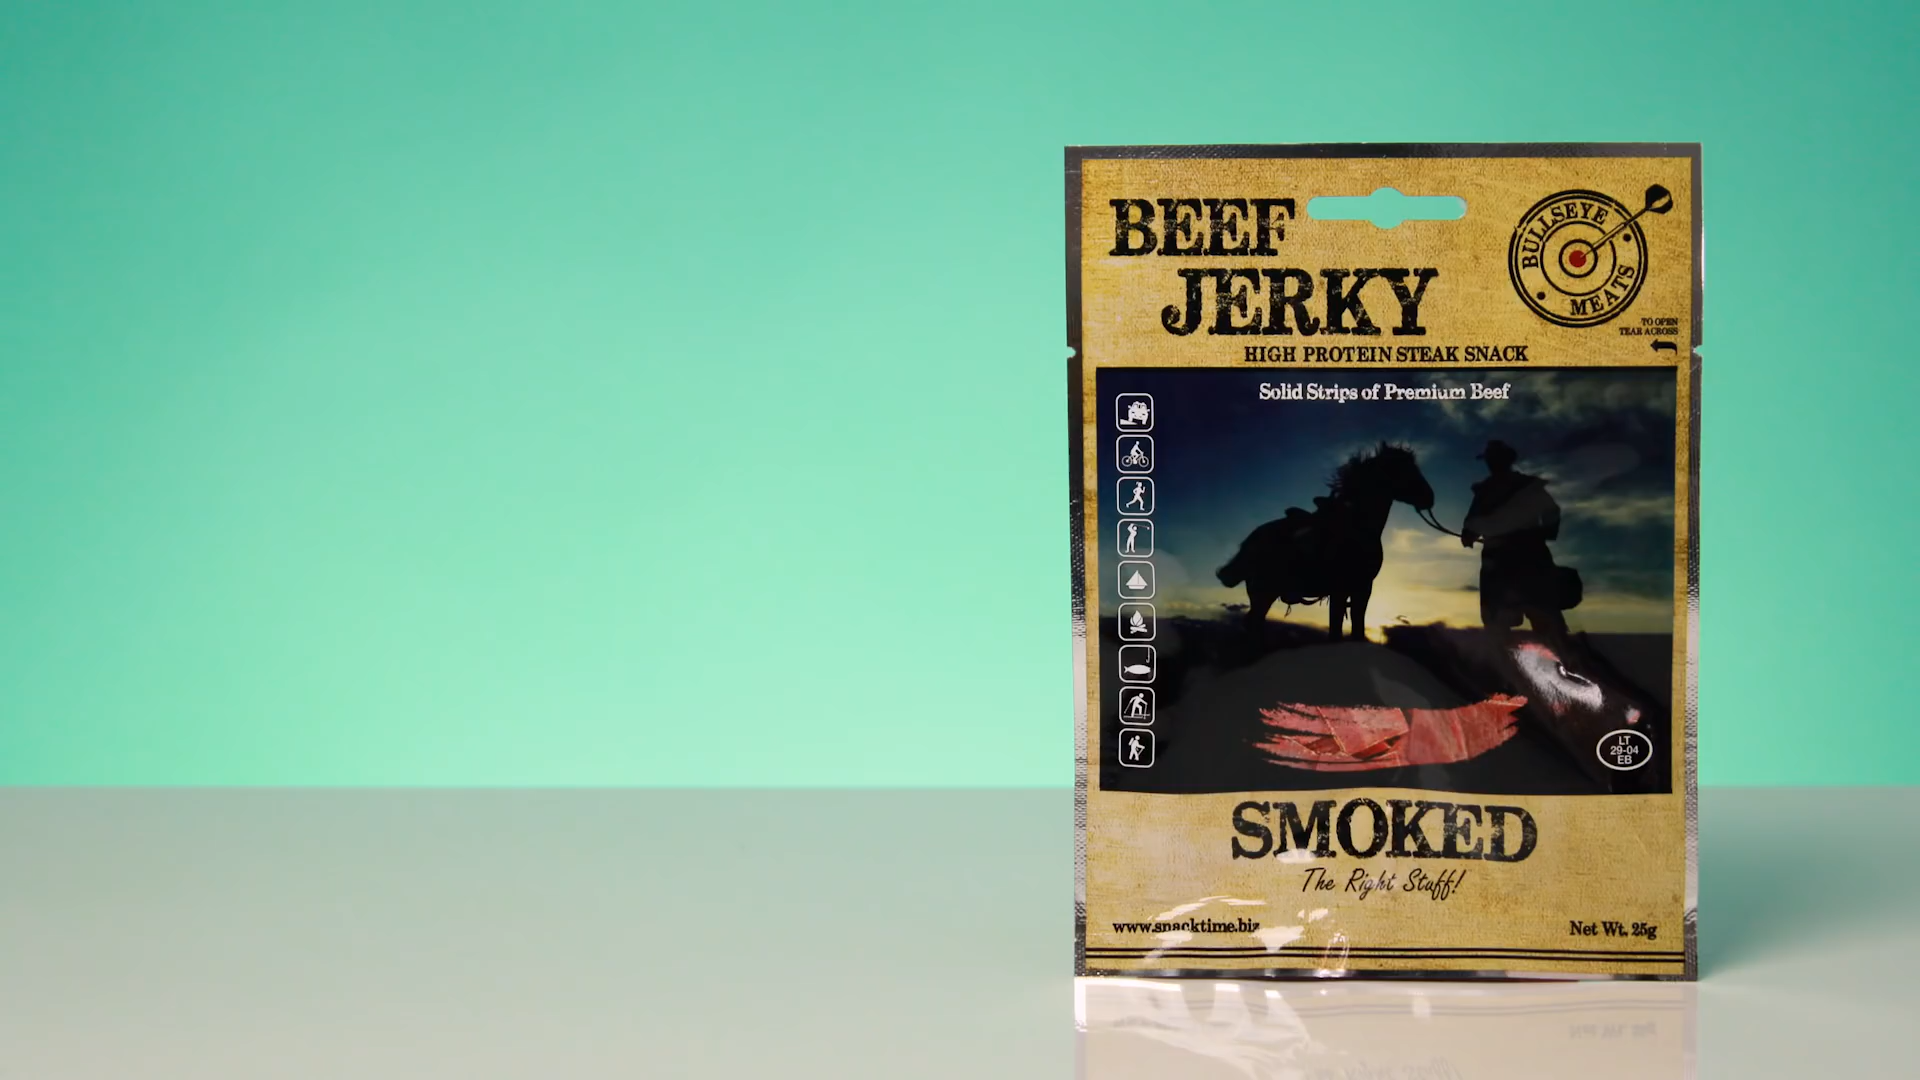 BEEF
JERKY
BULLSEYE
MEATS
TO OPEN
TEAR ACROSS
HIGH PROTEIN STEAK SNACK
Solid Strips of Premium Beef
LT
29-04
EB
SMOKED
The Right Stuff!
www.snacktime.biz
Net Wt. 25g